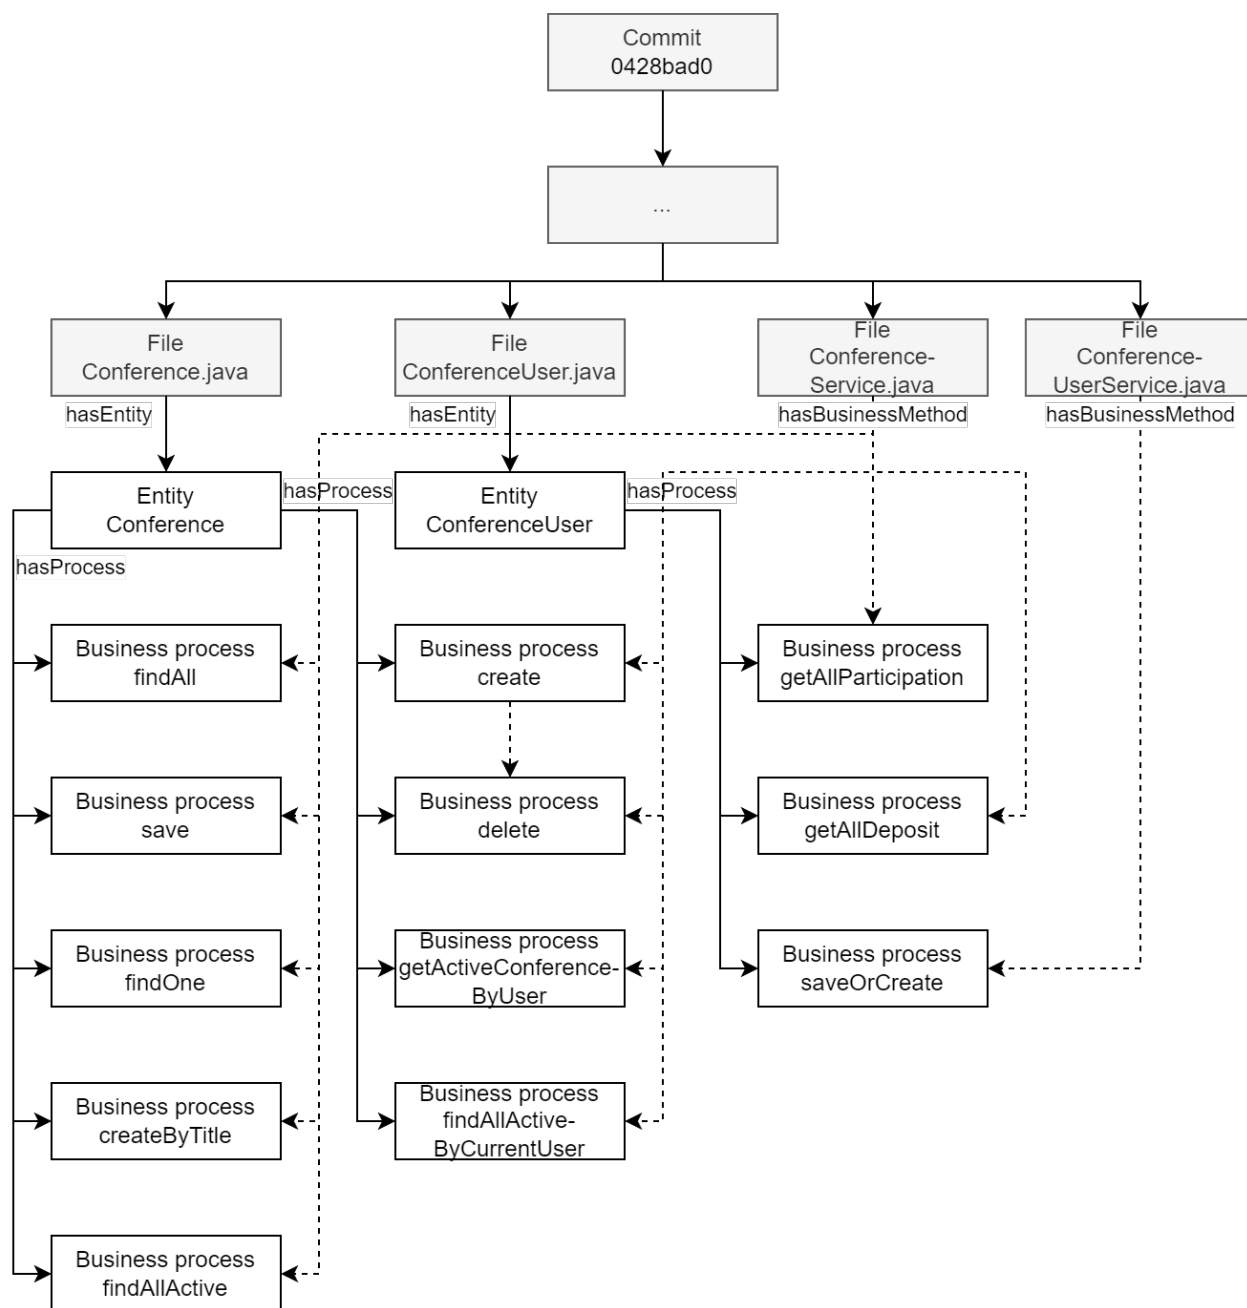 Commit
0428bad0
...
File
Conference.java
File
ConferenceUser.java
File
Conference-
Service.java
File
Conference-
UserService.java
hasEntity
hasEntity
hasBusinessMethod
hasBusinessMethod
Entity
Conference
hasProcess
Entity
ConferenceUser
hasProcess
hasProcess
Business process
findAll
Business process
create
Business process
getAllParticipation
Business process
save
Business process
delete
Business process
getAllDeposit
Business process
findOne
Business process
getActiveConference-
ByUser
Business process
saveOrCreate
Business process
createByTitle
Business process
findAllActive-
ByCurrentUser
Business process
findAllActive